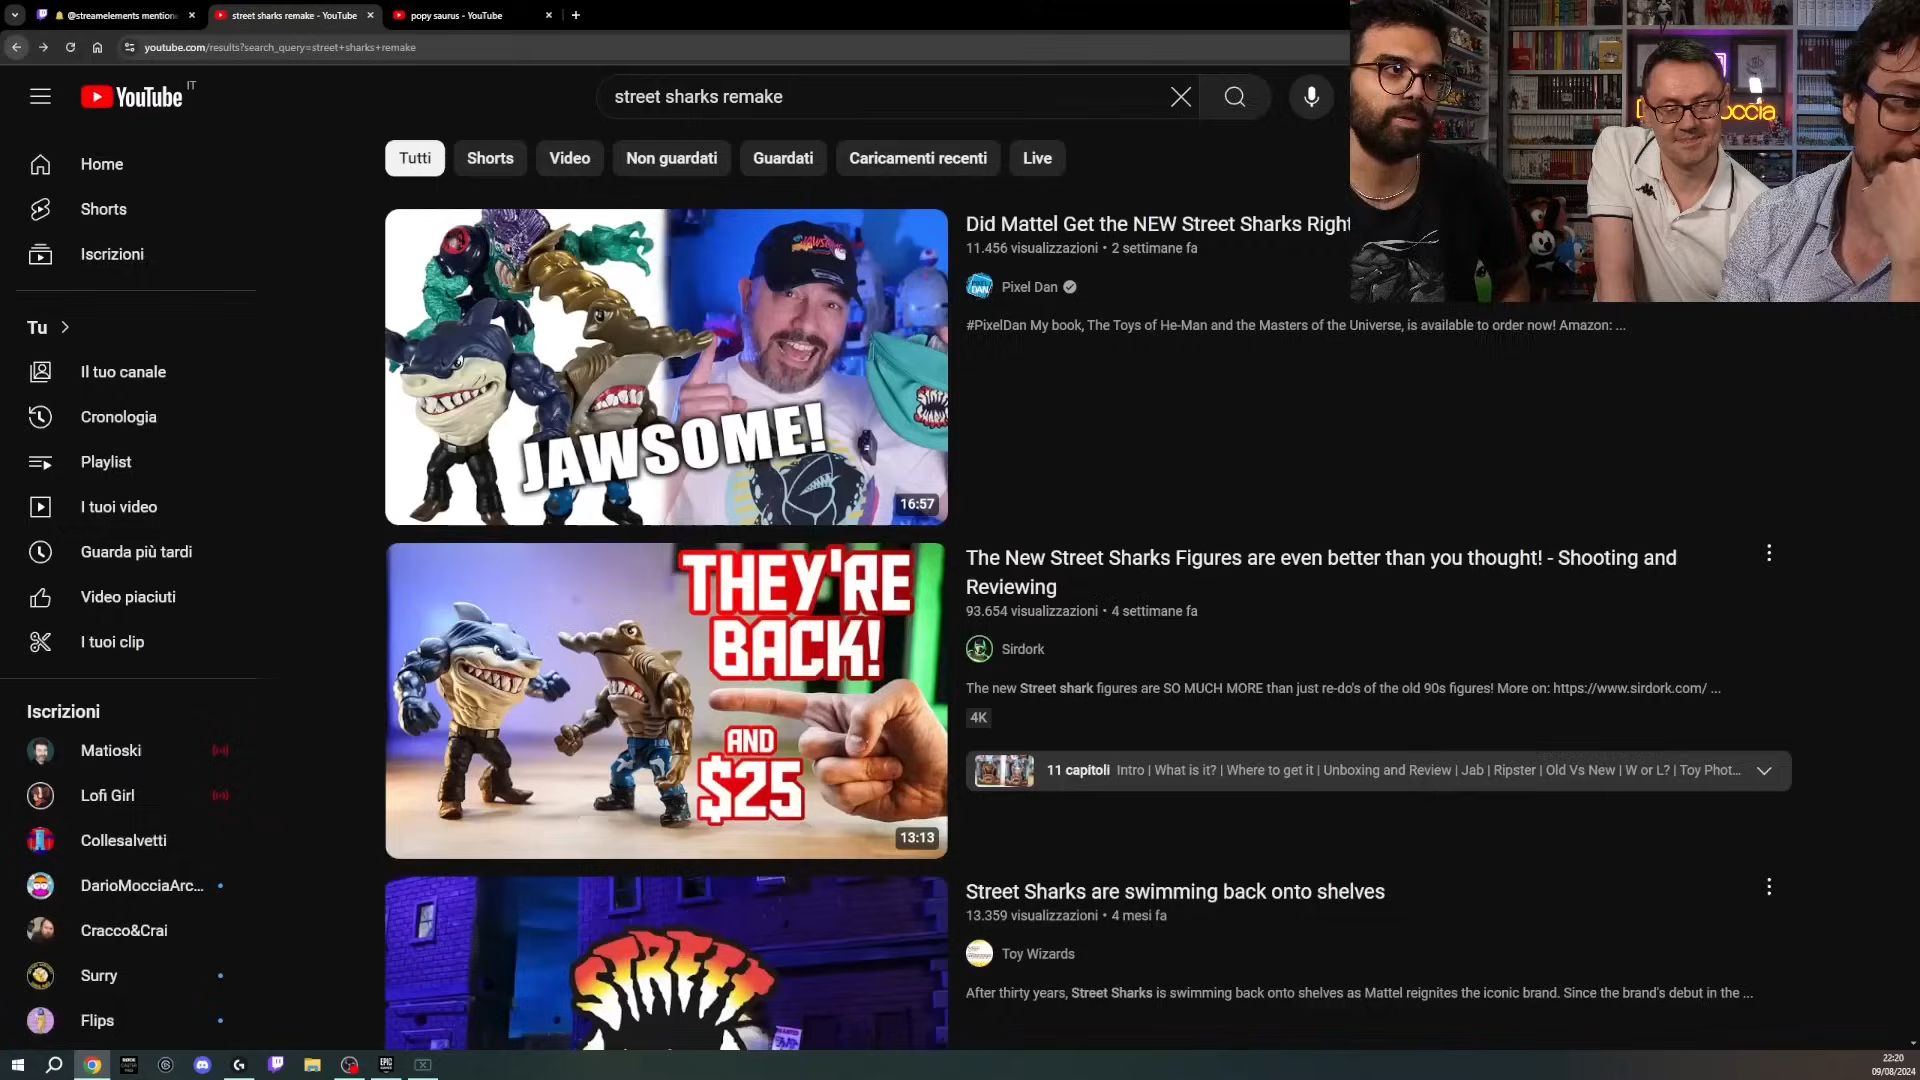 @streamelements mention
street sharks remake - YouTube
popy saurus - YouTube
youtube.com/results?search_query=street+sharks+remake
YouTube IT
street sharks remake
Tutti
Shorts
Video
Non guardati
Guardati
Caricamenti recenti
Live
Home
Shorts
Iscrizioni
Tu
Il tuo canale
Cronologia
Playlist
I tuoi video
Guarda più tardi
Video piaciuti
I tuoi clip
Iscrizioni
Matioski
Lofi Girl
Collesalvetti
DarioMocciaArc...
Cracco&Crai
Surry
Flips
JAWSOME!
16:57
Did Mattel Get the NEW Street Sharks Right
11.456 visualizzazioni • 2 settimane fa
DAN
Pixel Dan
#PixelDan My book, The Toys of He-Man and the Masters of the Universe, is available to order now! Amazon: ...
THEY'RE
BACK!
AND
$25
13:13
The New Street Sharks Figures are even better than you thought! - Shooting and
Reviewing
93.654 visualizzazioni • 4 settimane fa
Sirdork
The new Street shark figures are SO MUCH MORE than just re-do's of the old 90s figures! More on: https://www.sirdork.com/ ...
4K
11 capitoli Intro | What is it? | Where to get it | Unboxing and Review | Jab | Ripster | Old Vs New | W or L? | Toy Phot...
STREET
Street Sharks are swimming back onto shelves
13.359 visualizzazioni • 4 mesi fa
Toy Wizards
After thirty years, Street Sharks is swimming back onto shelves as Mattel reignites the iconic brand. Since the brand's debut in the ...
occia
EPIC
22:20
09/08/2024